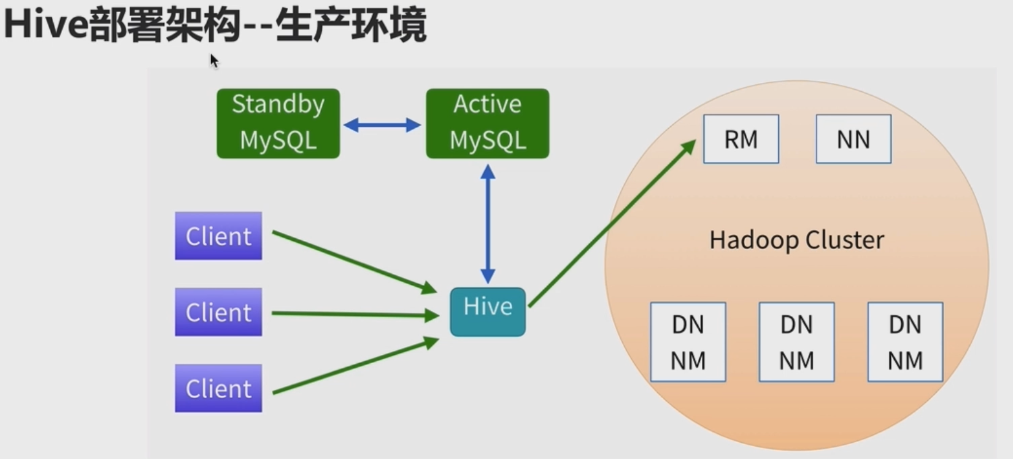 Hive部署架构--生产环境
Standby
MySQL
Active
MySQL
RM
NN
Client
Hadoop Cluster
Client
Hive
Client
DN
NM
DN
NM
DN
NM